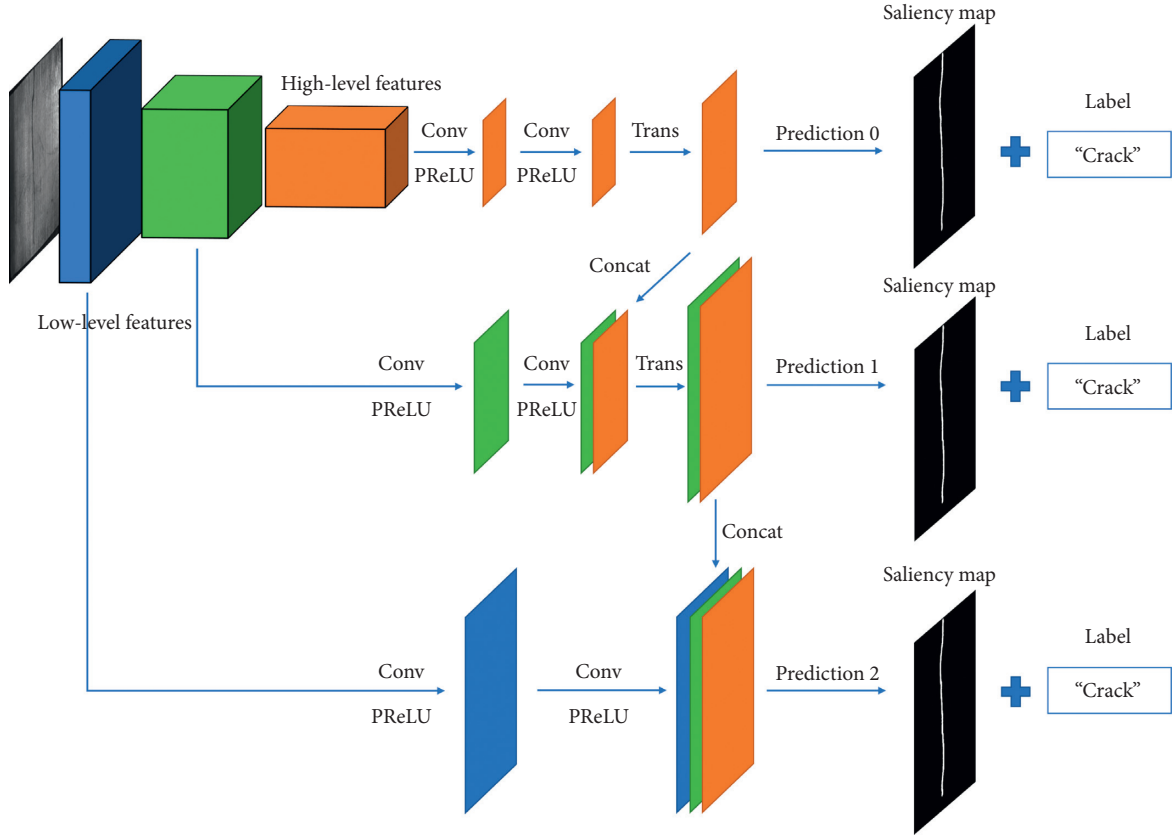 Saliency map
High-level features
Conv
PReLU
Conv
PReLU
Trans
Prediction 0
Label
“Crack”
Concat
Low-level features
Conv
PReLU
Conv
PReLU
Trans
Prediction 1
Saliency map
Label
“Crack”
Concat
Conv
PReLU
Conv
PReLU
Prediction 2
Saliency map
Label
“Crack”